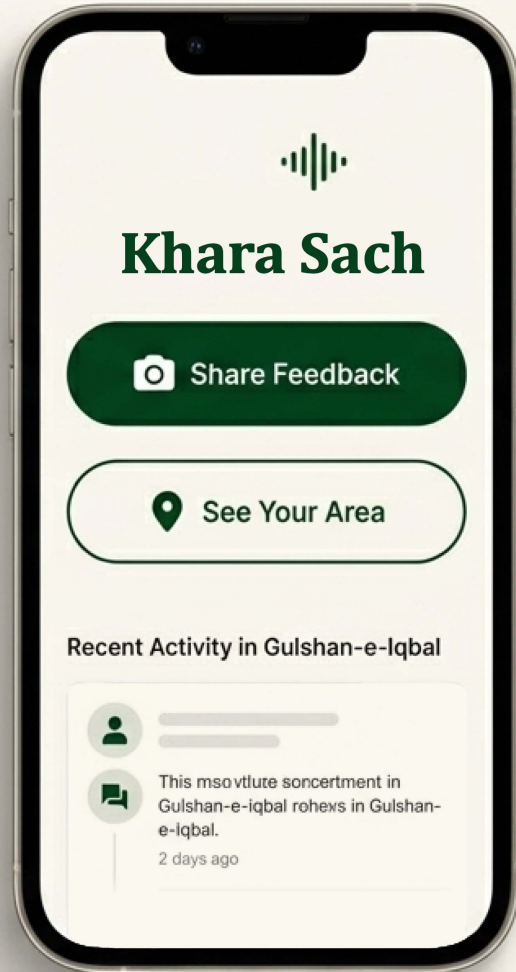 Khara Sach
Share Feedback
See Your Area
Recent Activity in Gulshan-e-Iqbal
This msovtlure soncertment in
Gulshan-e-iqbal rohexs in Gulshan-
e-Iqbal.
2 days ago